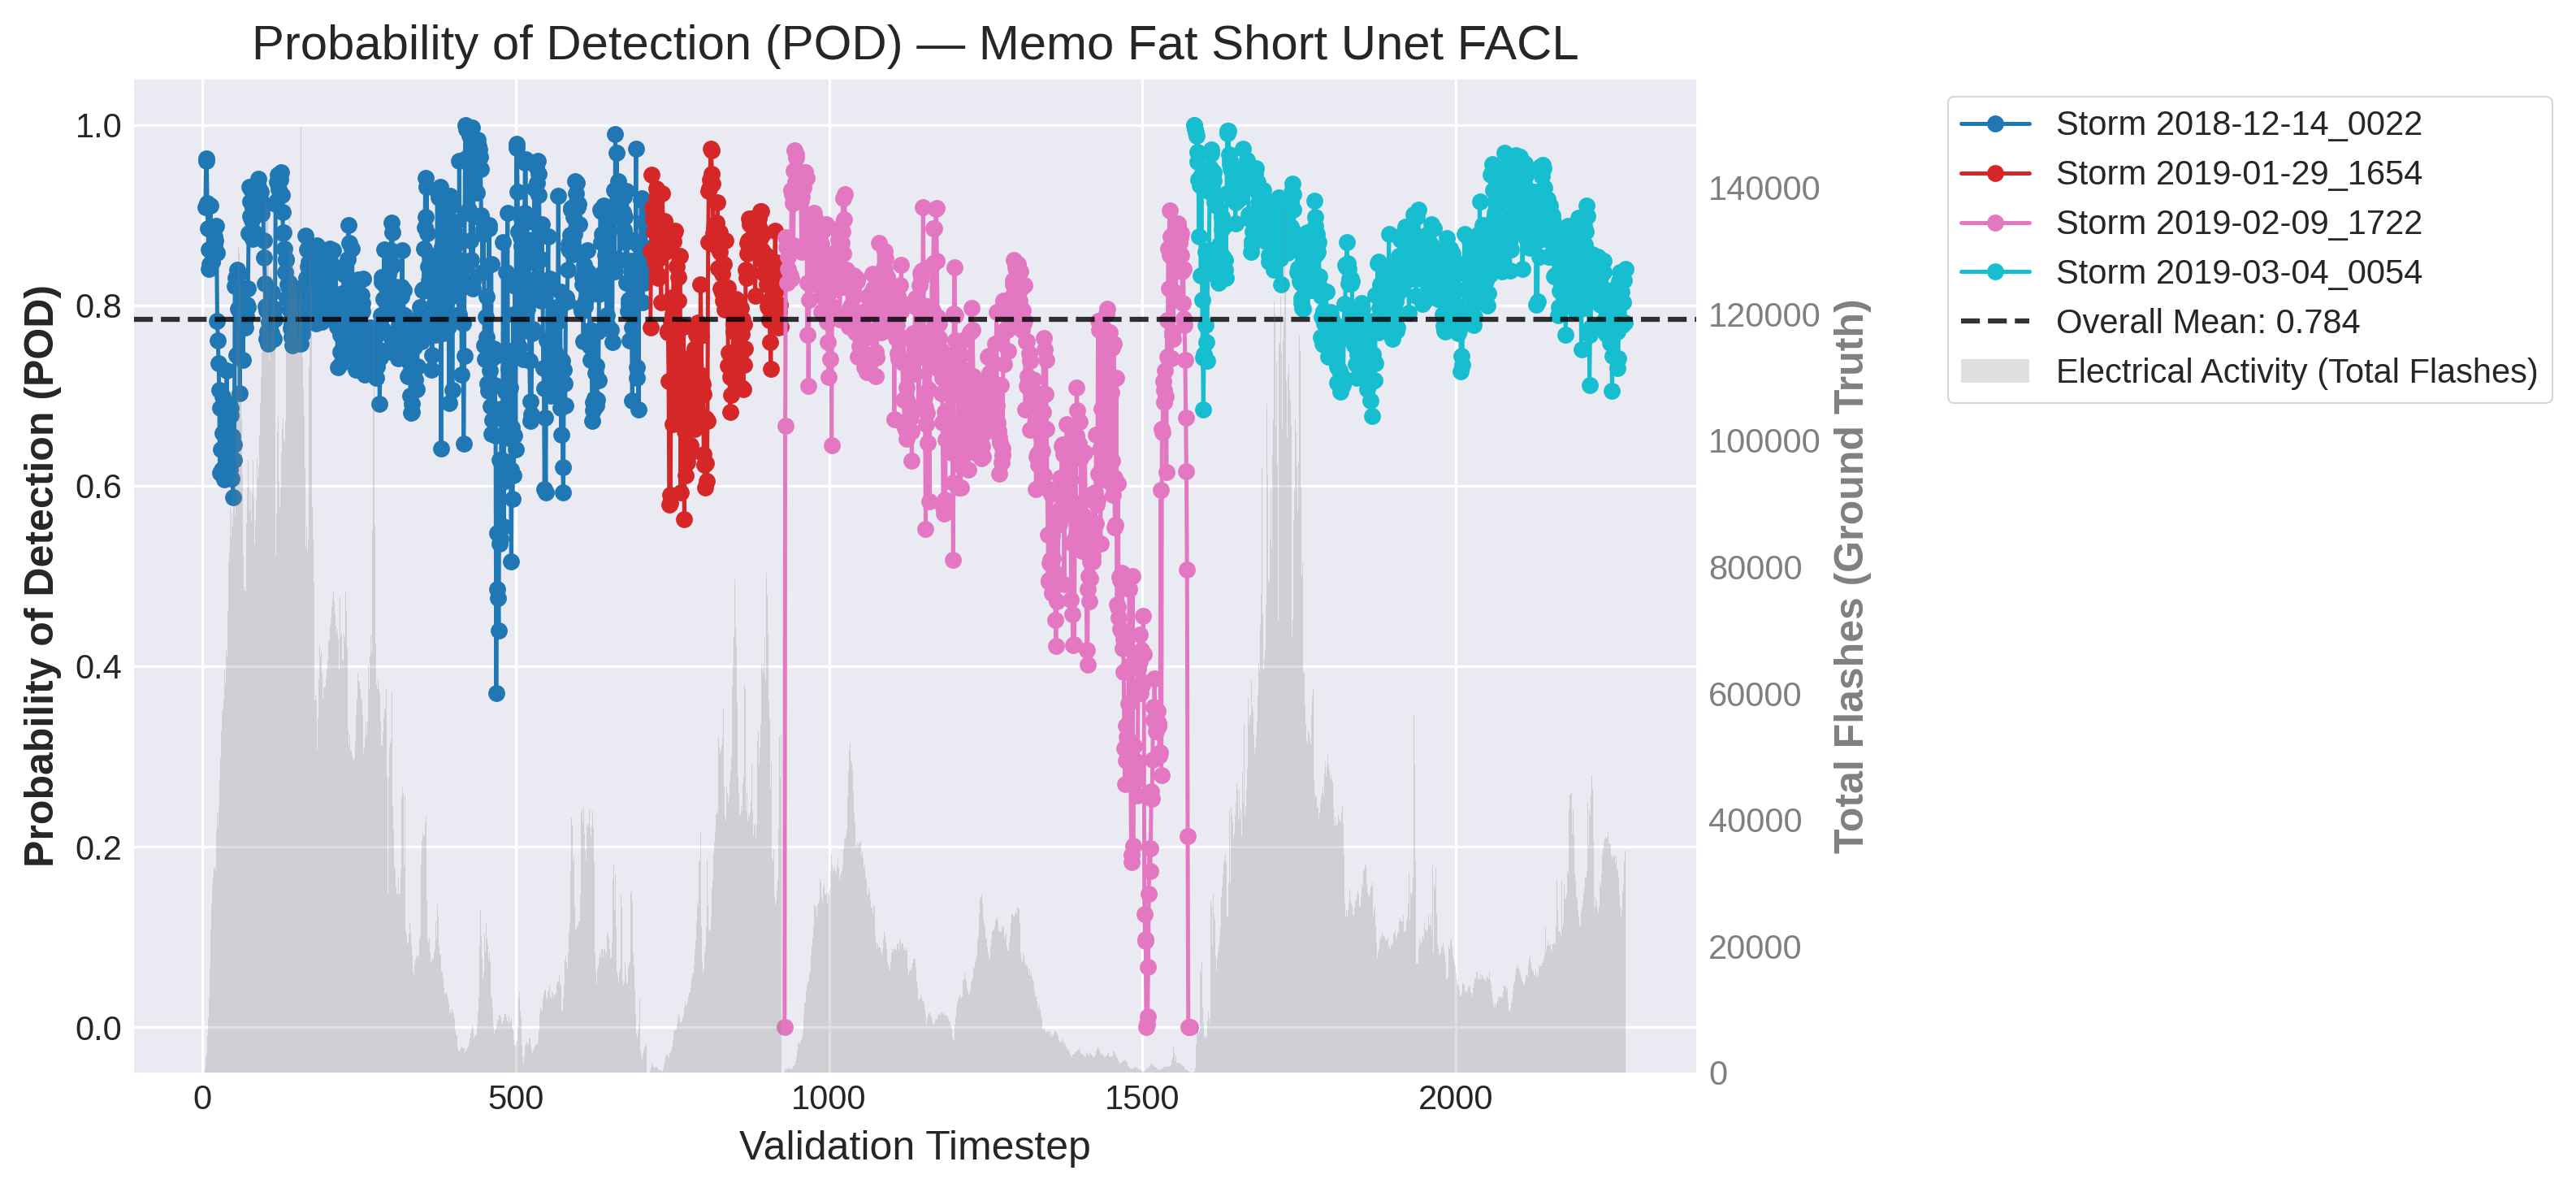 Probability of Detection (POD) — Memo Fat Short Unet FACL
Probability of Detection (POD)
1.0
0.8
0.6
0.4
0.2
0.0
0
500
1000
1500
2000
Validation Timestep
140000
120000
100000
80000
60000
40000
20000
0
Total Flashes (Ground Truth)
Storm 2018-12-14_0022
Storm 2019-01-29_1654
Storm 2019-02-09_1722
Storm 2019-03-04_0054
Overall Mean: 0.784
Electrical Activity (Total Flashes)